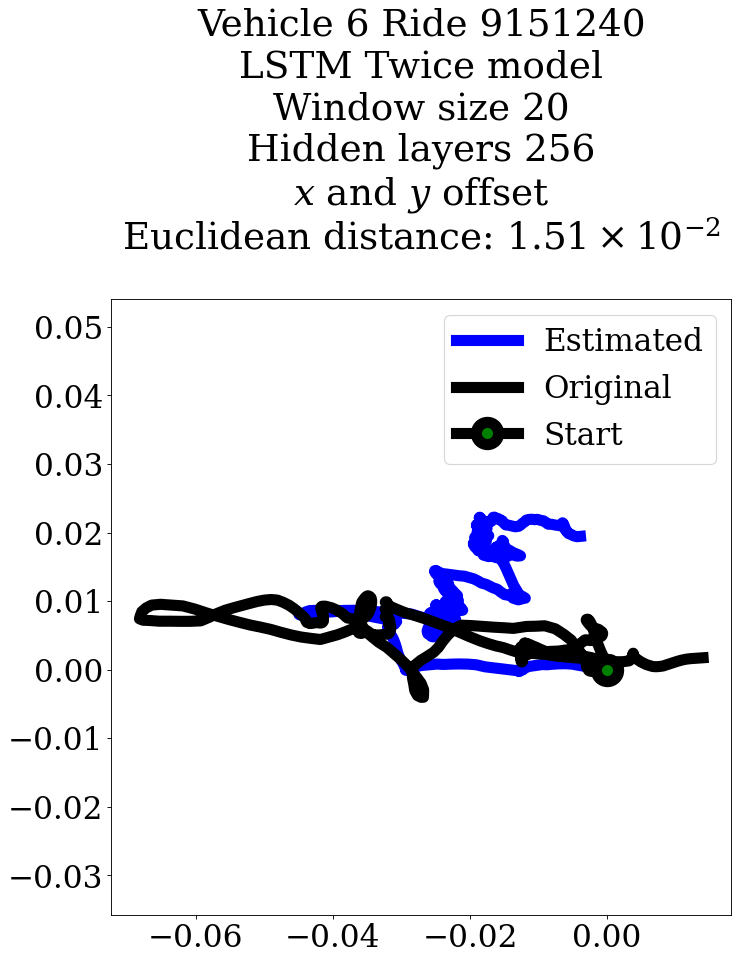 Vehicle 6 Ride 9151240
LSTM Twice model
Window size 20
Hidden layers 256
x and y offset
Euclidean distance: 1.51 × 10⁻²
Estimated
Original
Start
0.05
0.04
0.03
0.02
0.01
0.00
−0.01
−0.02
−0.03
−0.06 −0.04 −0.02 0.00